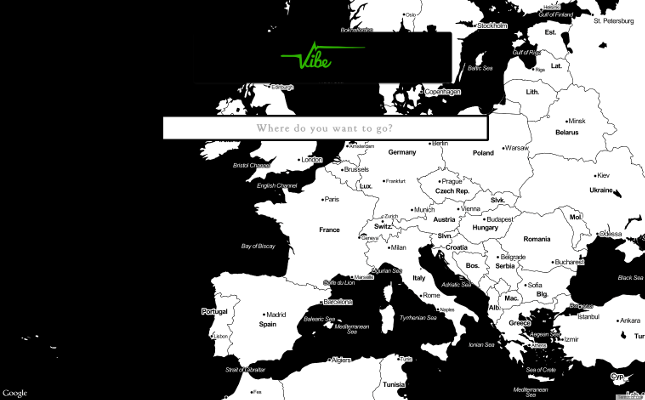 Oslo
Helsinki
Gulf of Finland
St. Petersburg
Stockholm
Est.
Vibe
Gulf of Riga
Baltic Sea
Riga
Lat.
Edinburgh
Copenhagen
Lith.
Where do you want to go?
Minsk
Belarus
Amsterdam
Berlin
Warsaw
Germany
Poland
London
Bristol Channel
Brussels
Kiev
English Channel
Lux.
Frankfurt
Prague
Czech Rep.
Ukraine
Paris
Slvk.
Munich
Vienna
Zurich
Switz.
Austria
Budapest
Hungary
Mol.
France
Geneva
Slvn.
Romania
Odessa
Bay of Biscay
Milan
Croatia
Bos.
Belgrade
Serbia
Bucharest
Ligurian Sea
Black Sea
Marseille
Golfe du Lion
Italy
Adriatic Sea
Sofia
Blg.
Rome
Mac.
Barcelona
Portugal
Madrid
Spain
Balearic Sea
Mediterranean
Sea
Tyrrhenian Sea
Naples
Alb.
Istanbul
Greece
Ankara
Lisbon
Aegean Sea
Izmir
Tur
Ionian Sea
Athens
Algiers
Tunis
Strait of Gibraltar
Tunisia
Sea of Crete
Cyp.
Fes
Mediterranean
Sea
Google